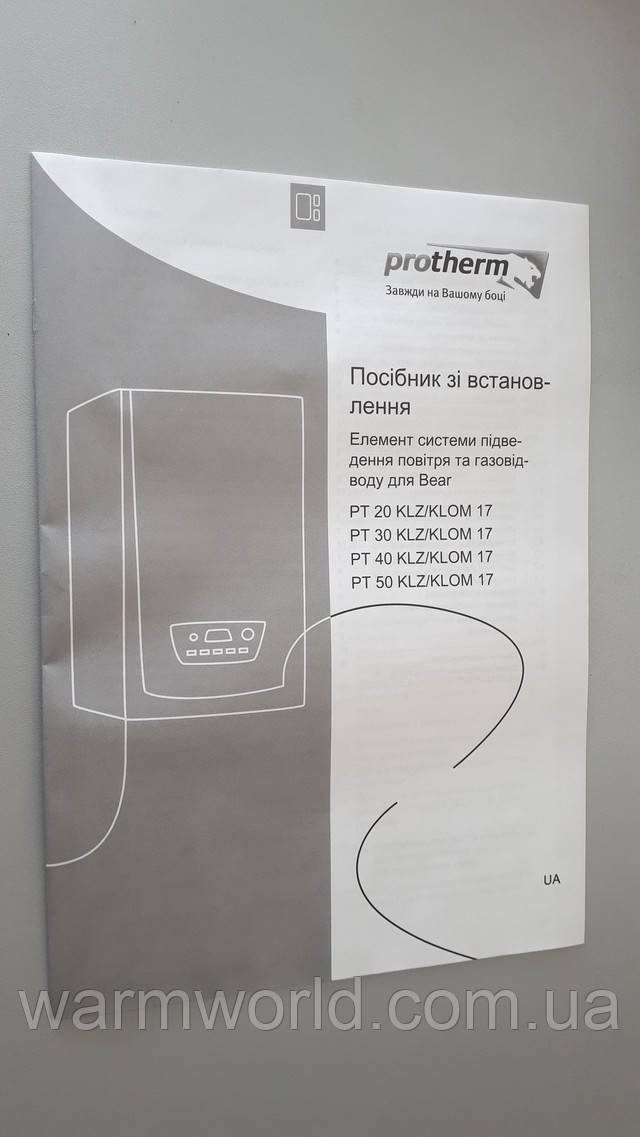 protherm
Завжди на Вашому боці
Посібник зі встанов-
лення
Елемент системи підве-
дення повітря та газовід-
воду для Bear
PT 20 KLZ/KLOM 17
PT 30 KLZ/KLOM 17
PT 40 KLZ/KLOM 17
PT 50 KLZ/KLOM 17
UA
warmworld.com.ua